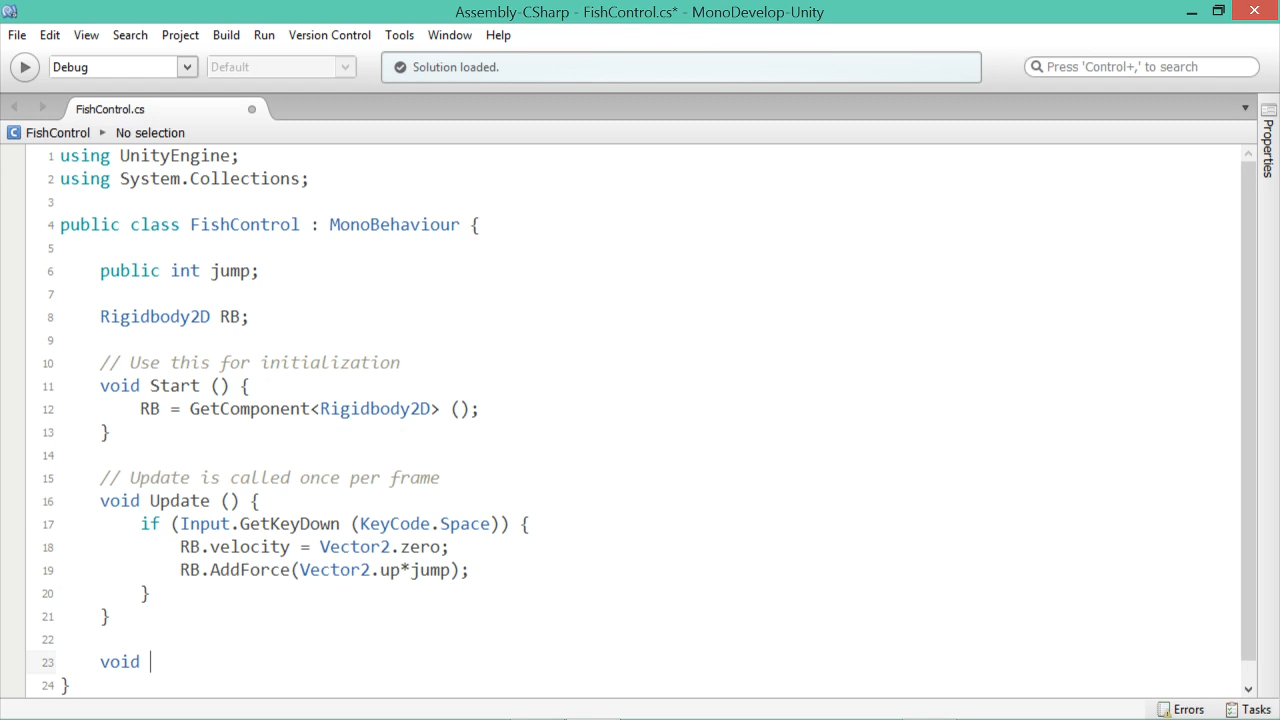 Assembly-CSharp - FishControl.cs* - MonoDevelop-Unity
File Edit View Search Project Build Run Version Control Tools Window Help
Debug Default Solution loaded. Press 'Control+,' to search
FishControl.cs
FishControl No selection
Properties
1 using UnityEngine;
2 using System.Collections;
3
4 public class FishControl : MonoBehaviour {
5
6 public int jump;
7
8 Rigidbody2D RB;
9
10 // Use this for initialization
11 void Start () {
12 RB = GetComponent<Rigidbody2D> ();
13 }
14
15 // Update is called once per frame
16 void Update () {
17 if (Input.GetKeyDown (KeyCode.Space)) {
18 RB.velocity = Vector2.zero;
19 RB.AddForce(Vector2.up*jump);
20 }
21 }
22
23 void
24 }
Errors Tasks